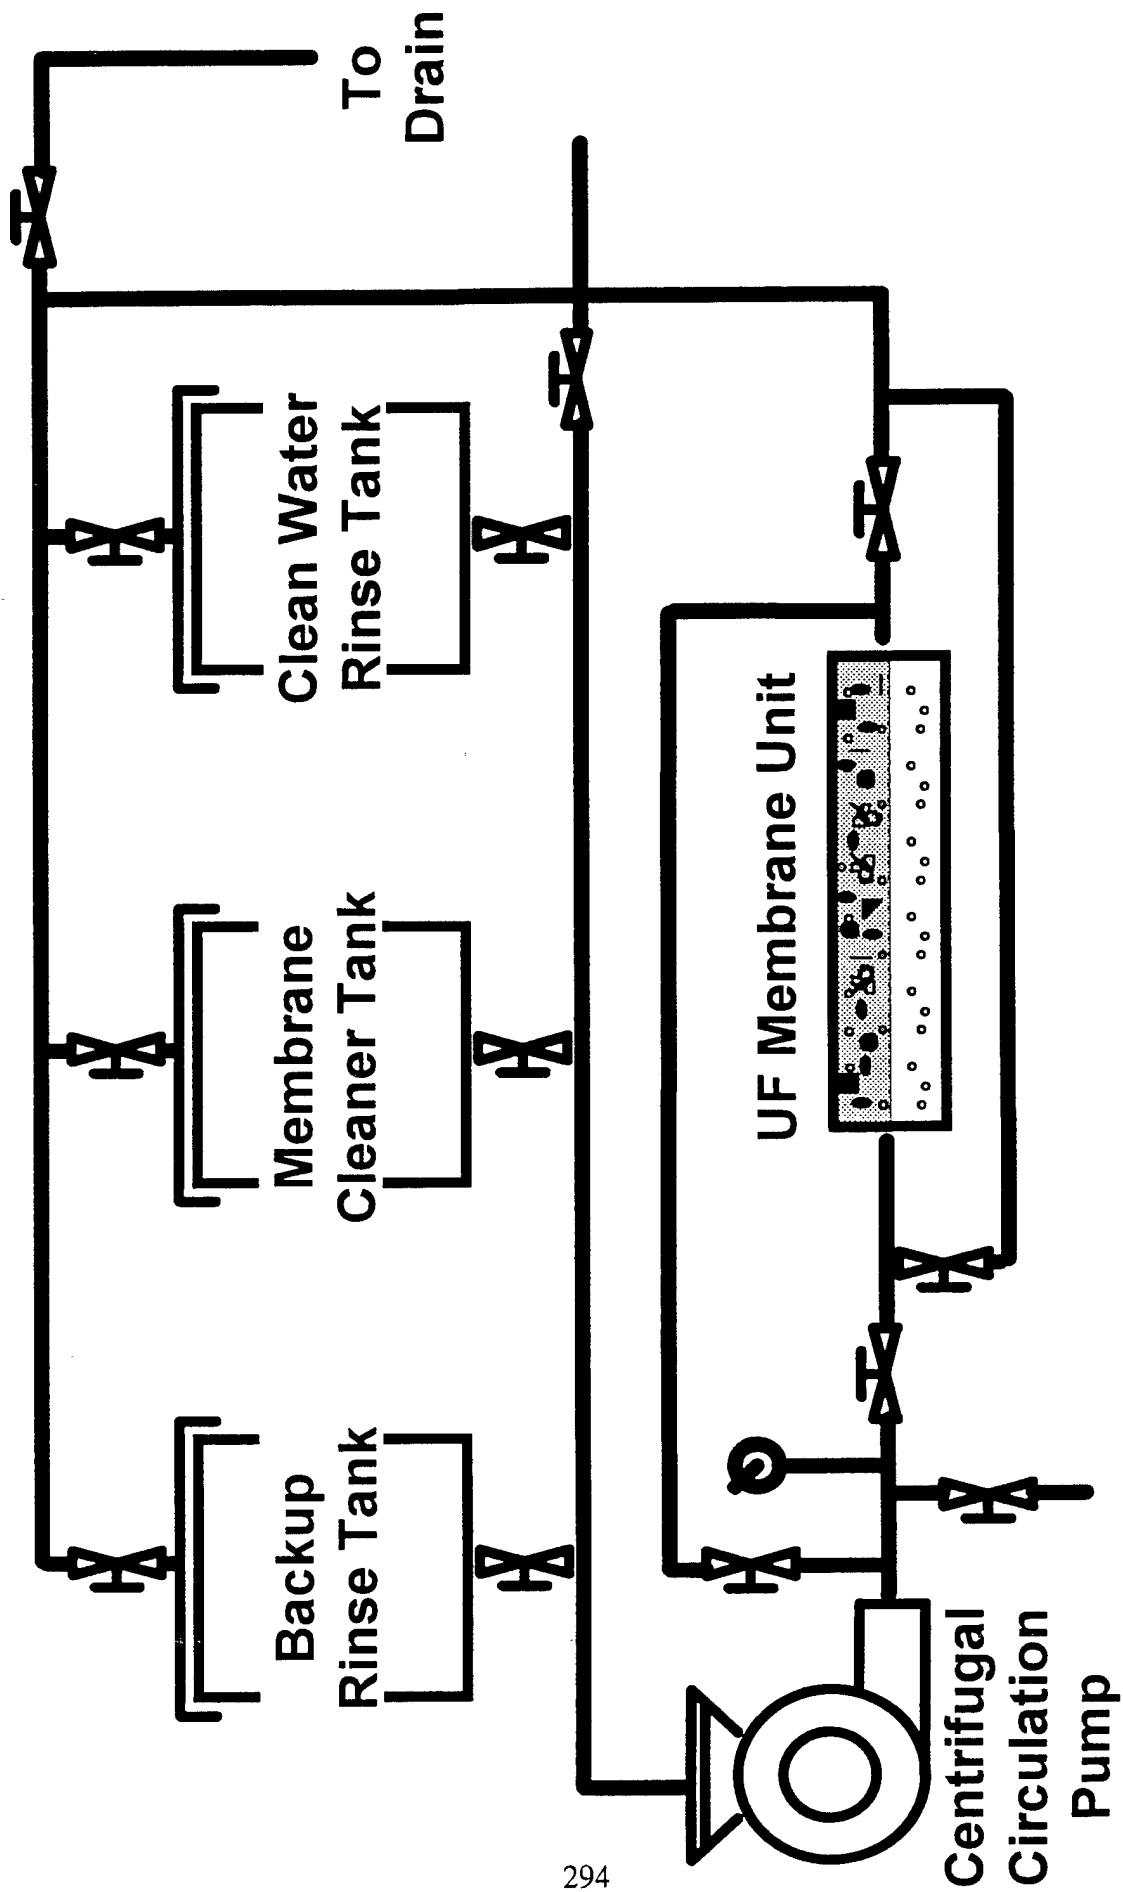 To
Drain
Clean Water
Rinse Tank
Membrane
Cleaner Tank
Backup
Rinse Tank
UF Membrane Unit
Centrifugal
Circulation
Pump
294